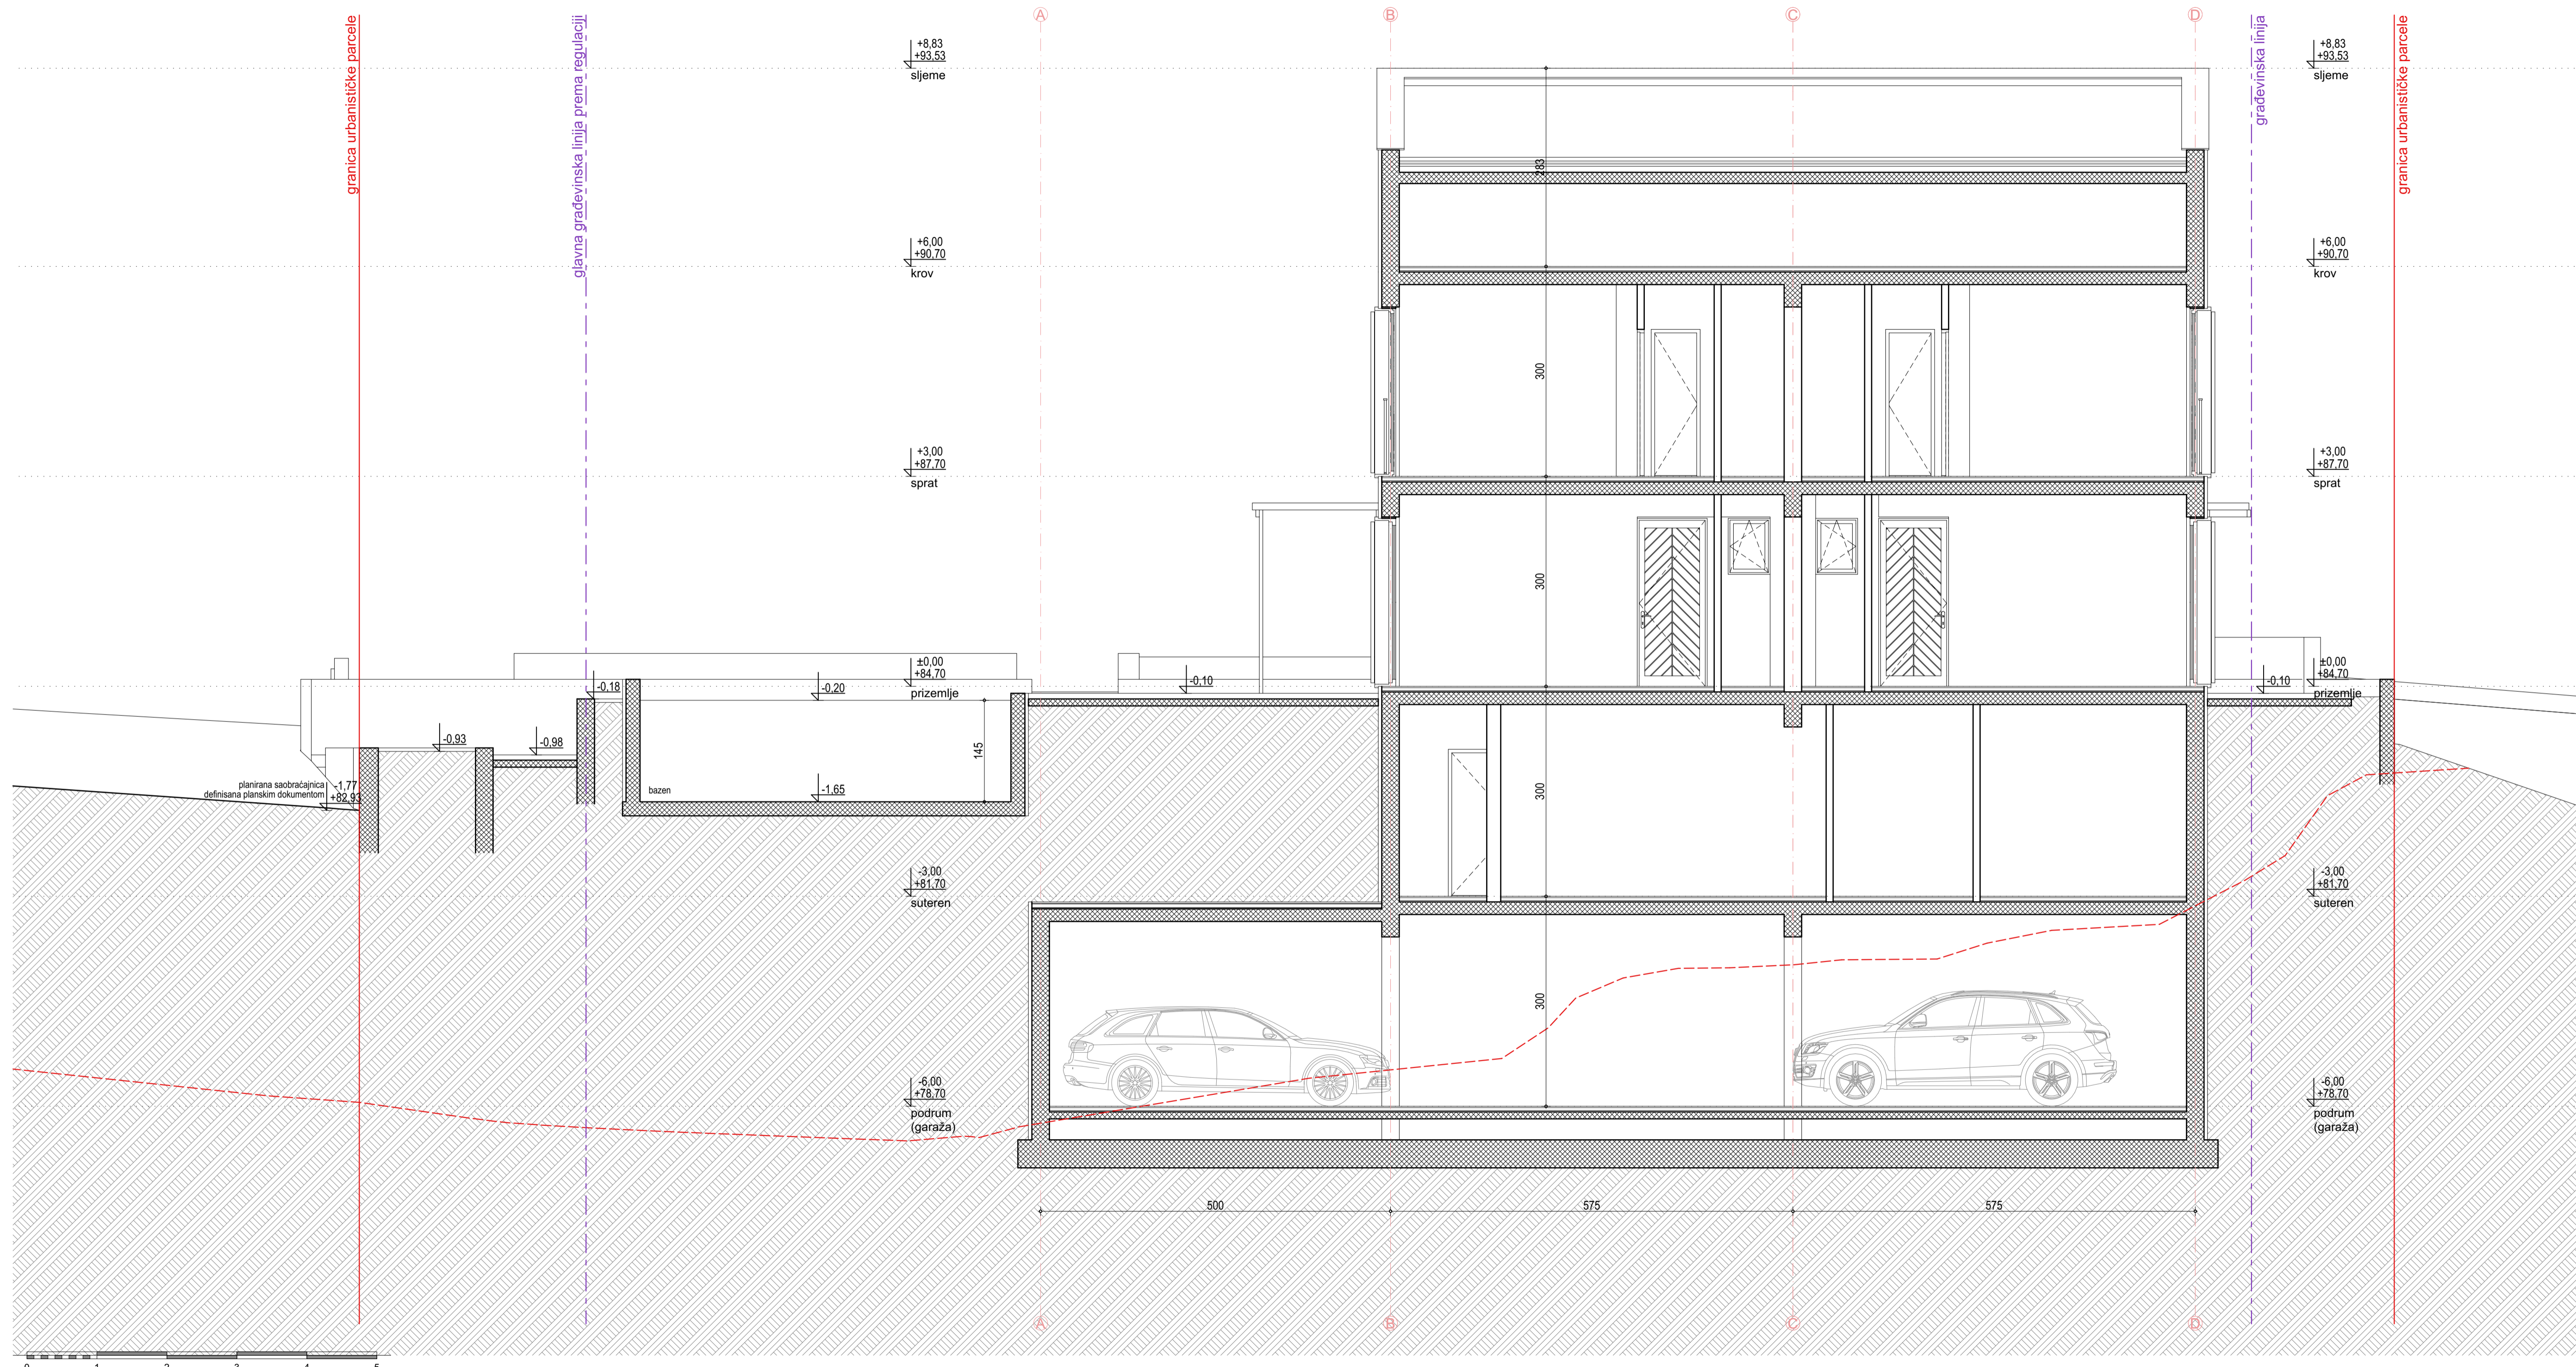 A
B
C
D
granica urbanističke parcele
glavna građevinska linija prema regulaciji
građevinska linija
granica urbanističke parcele
+8,83
+93,53
sljeme
+8,83
+93,53
sljeme
283
+6,00
+90,70
krov
+6,00
+90,70
krov
300
+3,00
+87,70
sprat
+3,00
+87,70
sprat
300
±0,00
+84,70
prizemlje
±0,00
+84,70
prizemlje
-0,18
-0,20
-0,10
-0,10
-0,93
-0,98
145
planirana saobraćajnica
definisana planskim dokumentom
-1,77
+82,93
bazen
-1,65
300
-3,00
+81,70
suteren
-3,00
+81,70
suteren
300
-6,00
+78,70
podrum
(garaža)
-6,00
+78,70
podrum
(garaža)
500
575
575
A
B
C
D
0 1 2 3 4 5